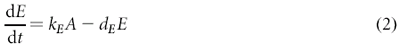 dE/dt = k_E A − d_E E (2)